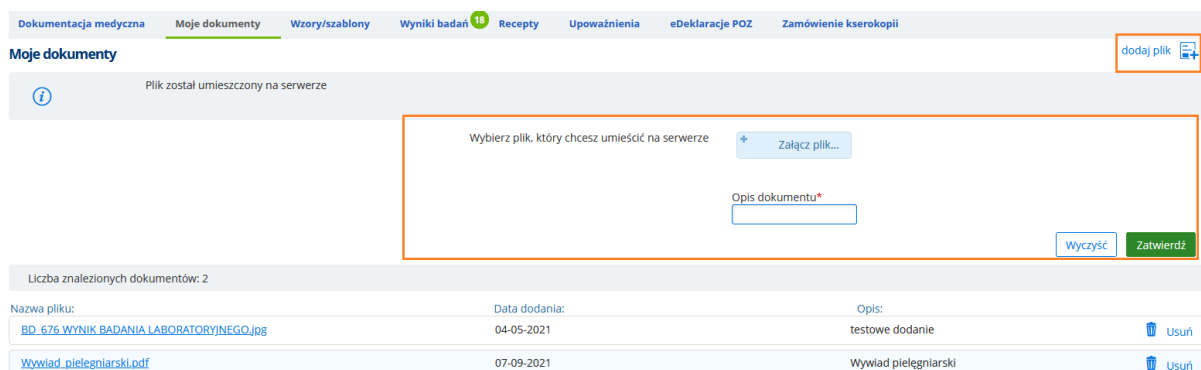 Dokumentacja medyczna Moje dokumenty Wzory/szablony Wyniki badań 18 Recepty Upoważnienia eDeklaracje POZ Zamówienie kserokopii
Moje dokumenty dodaj plik
Plik został umieszczony na serwerze
Wybierz plik, który chcesz umieścić na serwerze + Załącz plik...
Opis dokumentu*
Wyczyść Zatwierdź
Liczba znalezionych dokumentów: 2
Nazwa pliku: Data dodania: Opis:
BD_676 WYNIK BADANIA LABORATORYJNEGO.jpg 04-05-2021 testowe dodanie Usuń
Wywiad_pielegniarski.pdf 07-09-2021 Wywiad pielęgniarski Usuń